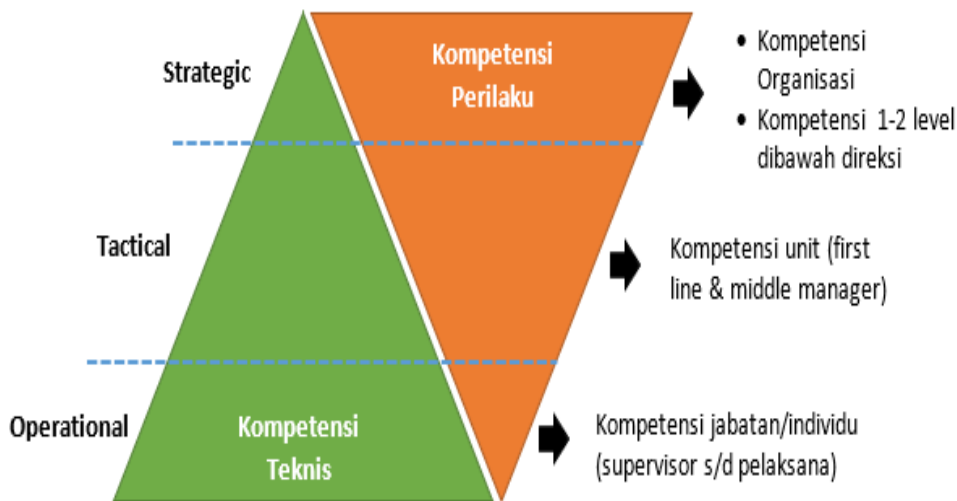 Strategic
Kompetensi
Perilaku
• Kompetensi
Organisasi
• Kompetensi 1-2 level
dibawah direksi
Tactical
Kompetensi unit (first
line & middle manager)
Operational
Kompetensi
Teknis
Kompetensi jabatan/individu
(supervisor s/d pelaksana)